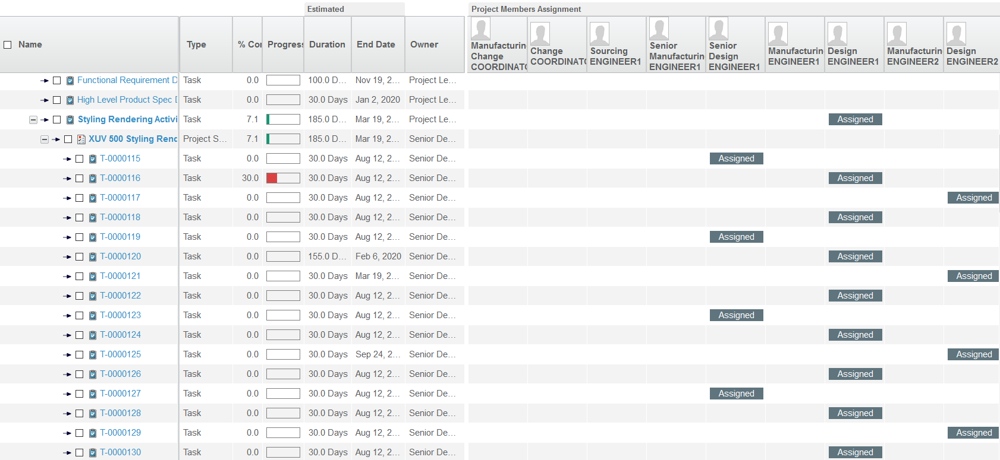 Estimated Project Members Assignment
Name Type % Cor Progress Duration End Date Owner
Manufacturin Change COORDINATO
Change COORDINATO
Sourcing ENGINEER1
Senior Manufacturin ENGINEER1
Senior Design ENGINEER1
Manufacturin ENGINEER1
Design ENGINEER1
Manufacturin ENGINEER2
Design ENGINEER2
Functional Requirement D Task 0.0 100.0 D... Nov 19, 2... Project Le...
High Level Product Spec D Task 0.0 30.0 Days Jan 2, 2020 Project Le...
Styling Rendering Activi Task 7.1 185.0 D... Mar 19, 2... Project Le... Assigned
XUV 500 Styling Rend Project S... 7.1 185.0 D... Mar 19, 2... Senior De...
T-0000115 Task 0.0 30.0 Days Aug 12, 2... Senior De... Assigned
T-0000116 Task 30.0 30.0 Days Aug 12, 2... Senior De... Assigned
T-0000117 Task 0.0 30.0 Days Aug 12, 2... Senior De... Assigned
T-0000118 Task 0.0 30.0 Days Aug 12, 2... Senior De... Assigned
T-0000119 Task 0.0 30.0 Days Aug 12, 2... Senior De... Assigned
T-0000120 Task 0.0 155.0 D... Feb 6, 2020 Senior De... Assigned
T-0000121 Task 0.0 30.0 Days Mar 19, 2... Senior De... Assigned
T-0000122 Task 0.0 30.0 Days Aug 12, 2... Senior De... Assigned
T-0000123 Task 0.0 30.0 Days Aug 12, 2... Senior De... Assigned
T-0000124 Task 0.0 30.0 Days Aug 12, 2... Senior De... Assigned
T-0000125 Task 0.0 30.0 Days Sep 24, 2... Senior De... Assigned
T-0000126 Task 0.0 30.0 Days Aug 12, 2... Senior De... Assigned
T-0000127 Task 0.0 30.0 Days Aug 12, 2... Senior De... Assigned
T-0000128 Task 0.0 30.0 Days Aug 12, 2... Senior De... Assigned
T-0000129 Task 0.0 30.0 Days Aug 12, 2... Senior De... Assigned
T-0000130 Task 0.0 30.0 Days Aug 12, 2... Senior De... Assigned